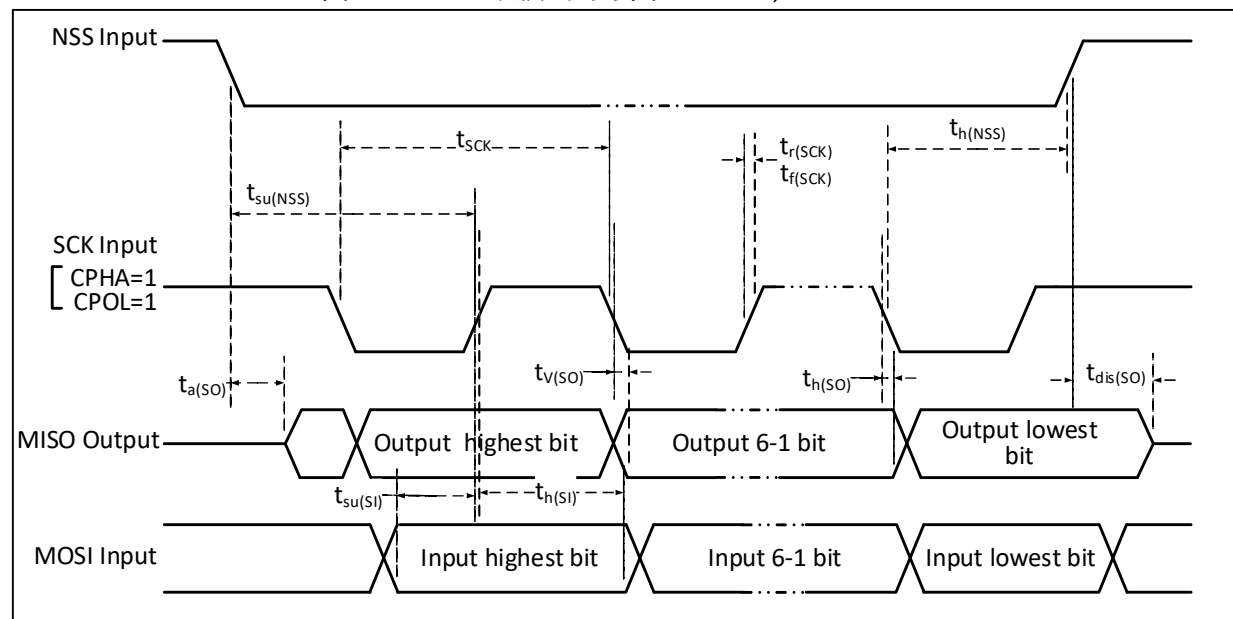 NSS Input
tSCK
th(NSS)
tr(SCK)
tf(SCK)
tsu(NSS)
SCK Input
CPHA=1
CPOL=1
ta(SO)
tV(SO)
th(SO)
tdis(SO)
MISO Output
Output highest bit
Output 6-1 bit
Output lowest
bit
tsu(SI)
th(SI)
MOSI Input
Input highest bit
Input 6-1 bit
Input lowest bit